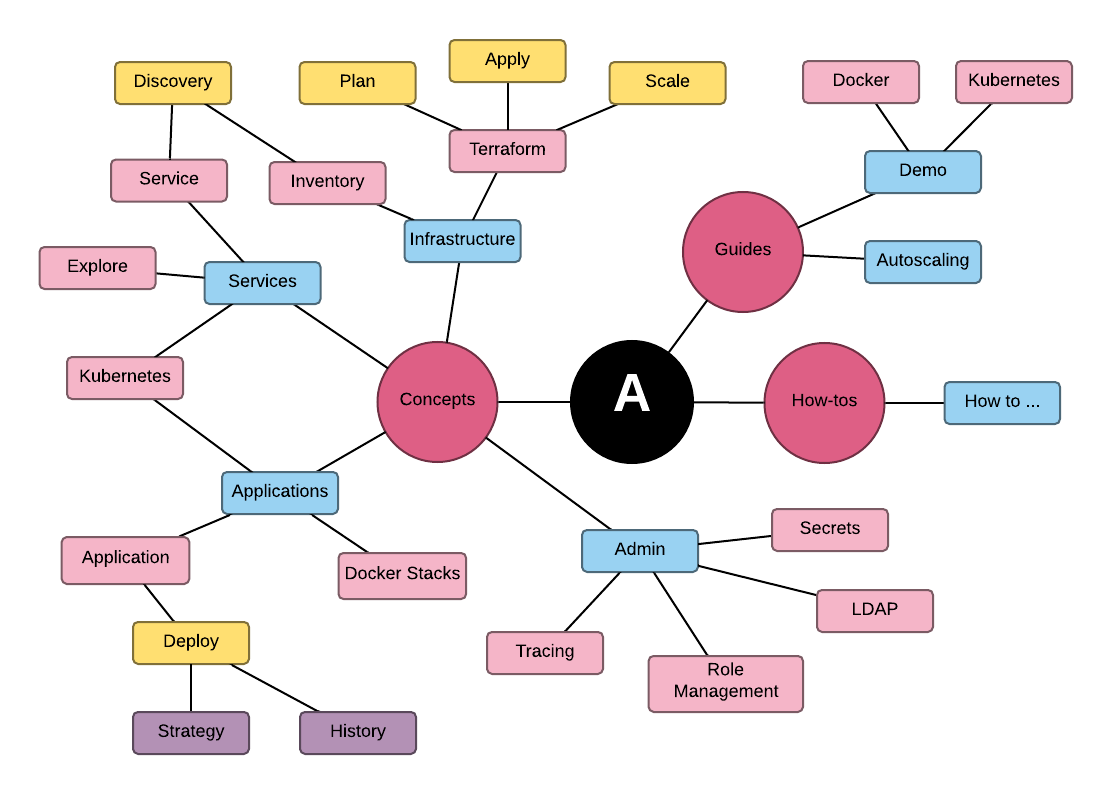 Apply
Discovery
Plan
Scale
Docker
Kubernetes
Terraform
Service
Inventory
Demo
Infrastructure
Guides
Explore
Services
Autoscaling
Kubernetes
Concepts
A
How-tos
How to ...
Applications
Secrets
Application
Docker Stacks
Admin
LDAP
Deploy
Tracing
Role
Management
Strategy
History